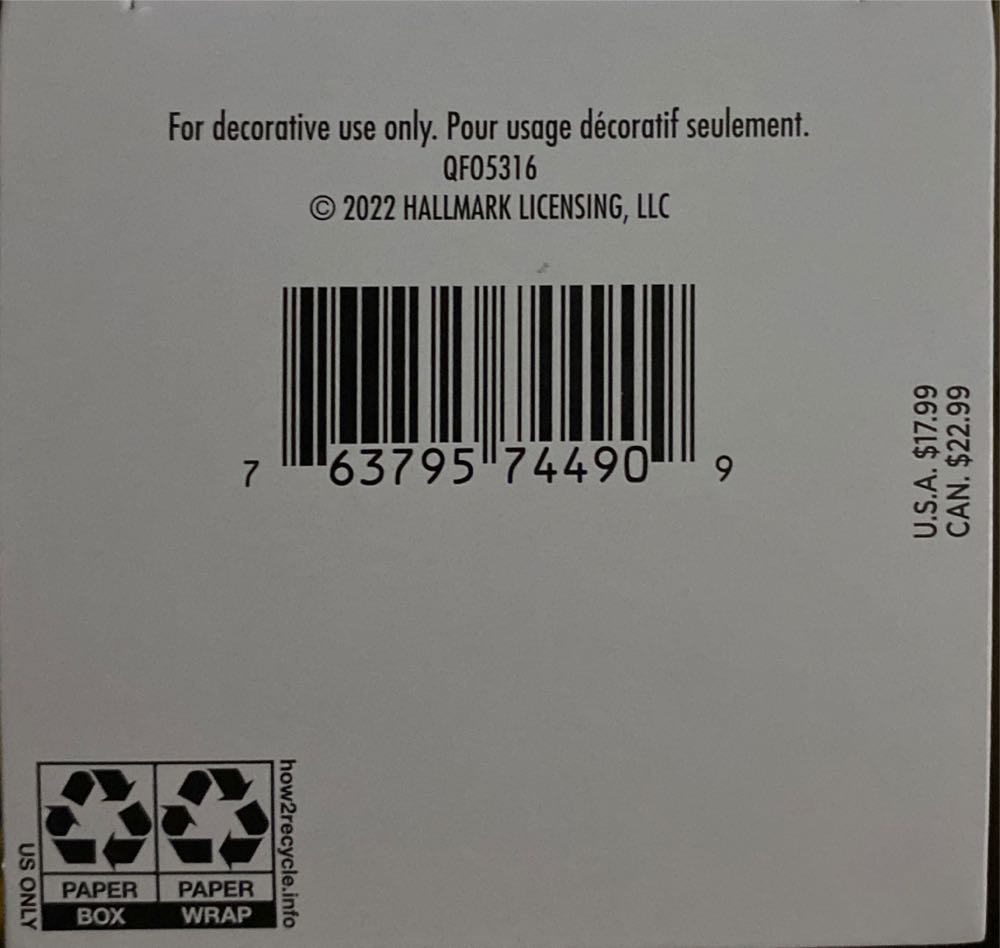 For decorative use only. Pour usage décoratif seulement.
QFO5316
© 2022 HALLMARK LICENSING, LLC
7 63795 74490 9
U.S.A. $17.99
CAN. $22.99
how2recycle.info
US ONLY
PAPER PAPER
BOX WRAP